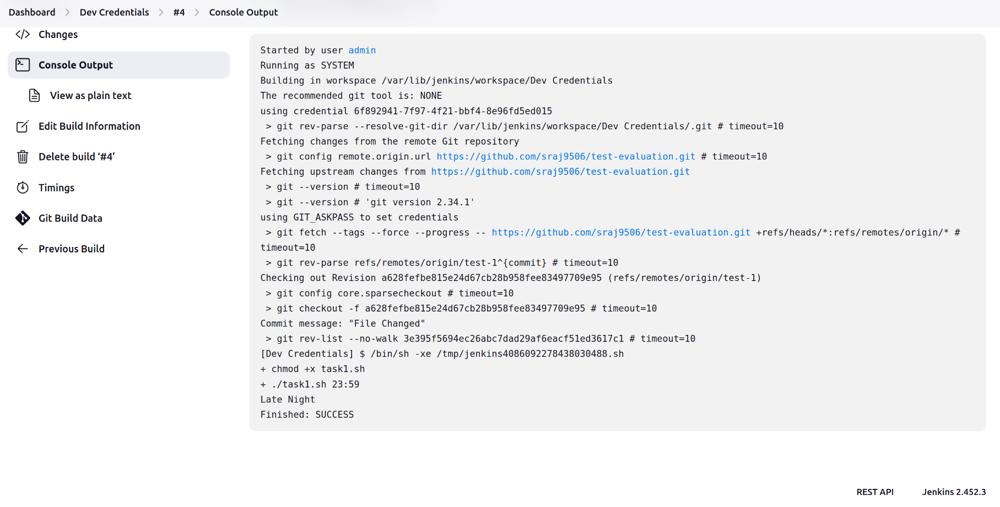 Dashboard > Dev Credentials > #4 > Console Output
Changes
Console Output
View as plain text
Edit Build Information
Delete build ‘#4’
Timings
Git Build Data
Previous Build
Started by user admin
Running as SYSTEM
Building in workspace /var/lib/jenkins/workspace/Dev Credentials
The recommended git tool is: NONE
using credential 6f892941-7f97-4f21-bbf4-8e96fd5ed015
 > git rev-parse --resolve-git-dir /var/lib/jenkins/workspace/Dev Credentials/.git # timeout=10
Fetching changes from the remote Git repository
 > git config remote.origin.url https://github.com/sraj9506/test-evaluation.git # timeout=10
Fetching upstream changes from https://github.com/sraj9506/test-evaluation.git
 > git --version # timeout=10
 > git --version # 'git version 2.34.1'
using GIT_ASKPASS to set credentials
 > git fetch --tags --force --progress -- https://github.com/sraj9506/test-evaluation.git +refs/heads/*:refs/remotes/origin/* #
timeout=10
 > git rev-parse refs/remotes/origin/test-1^{commit} # timeout=10
Checking out Revision a628fefbe815e24d67cb28b958fee83497709e95 (refs/remotes/origin/test-1)
 > git config core.sparsecheckout # timeout=10
 > git checkout -f a628fefbe815e24d67cb28b958fee83497709e95 # timeout=10
Commit message: "File Changed"
 > git rev-list --no-walk 3e395f5694ec26abc7dad29af6eacf51ed3617c1 # timeout=10
[Dev Credentials] $ /bin/sh -xe /tmp/jenkins4086092278438030488.sh
+ chmod +x task1.sh
+ ./task1.sh 23:59
Late Night
Finished: SUCCESS
REST API
Jenkins 2.452.3